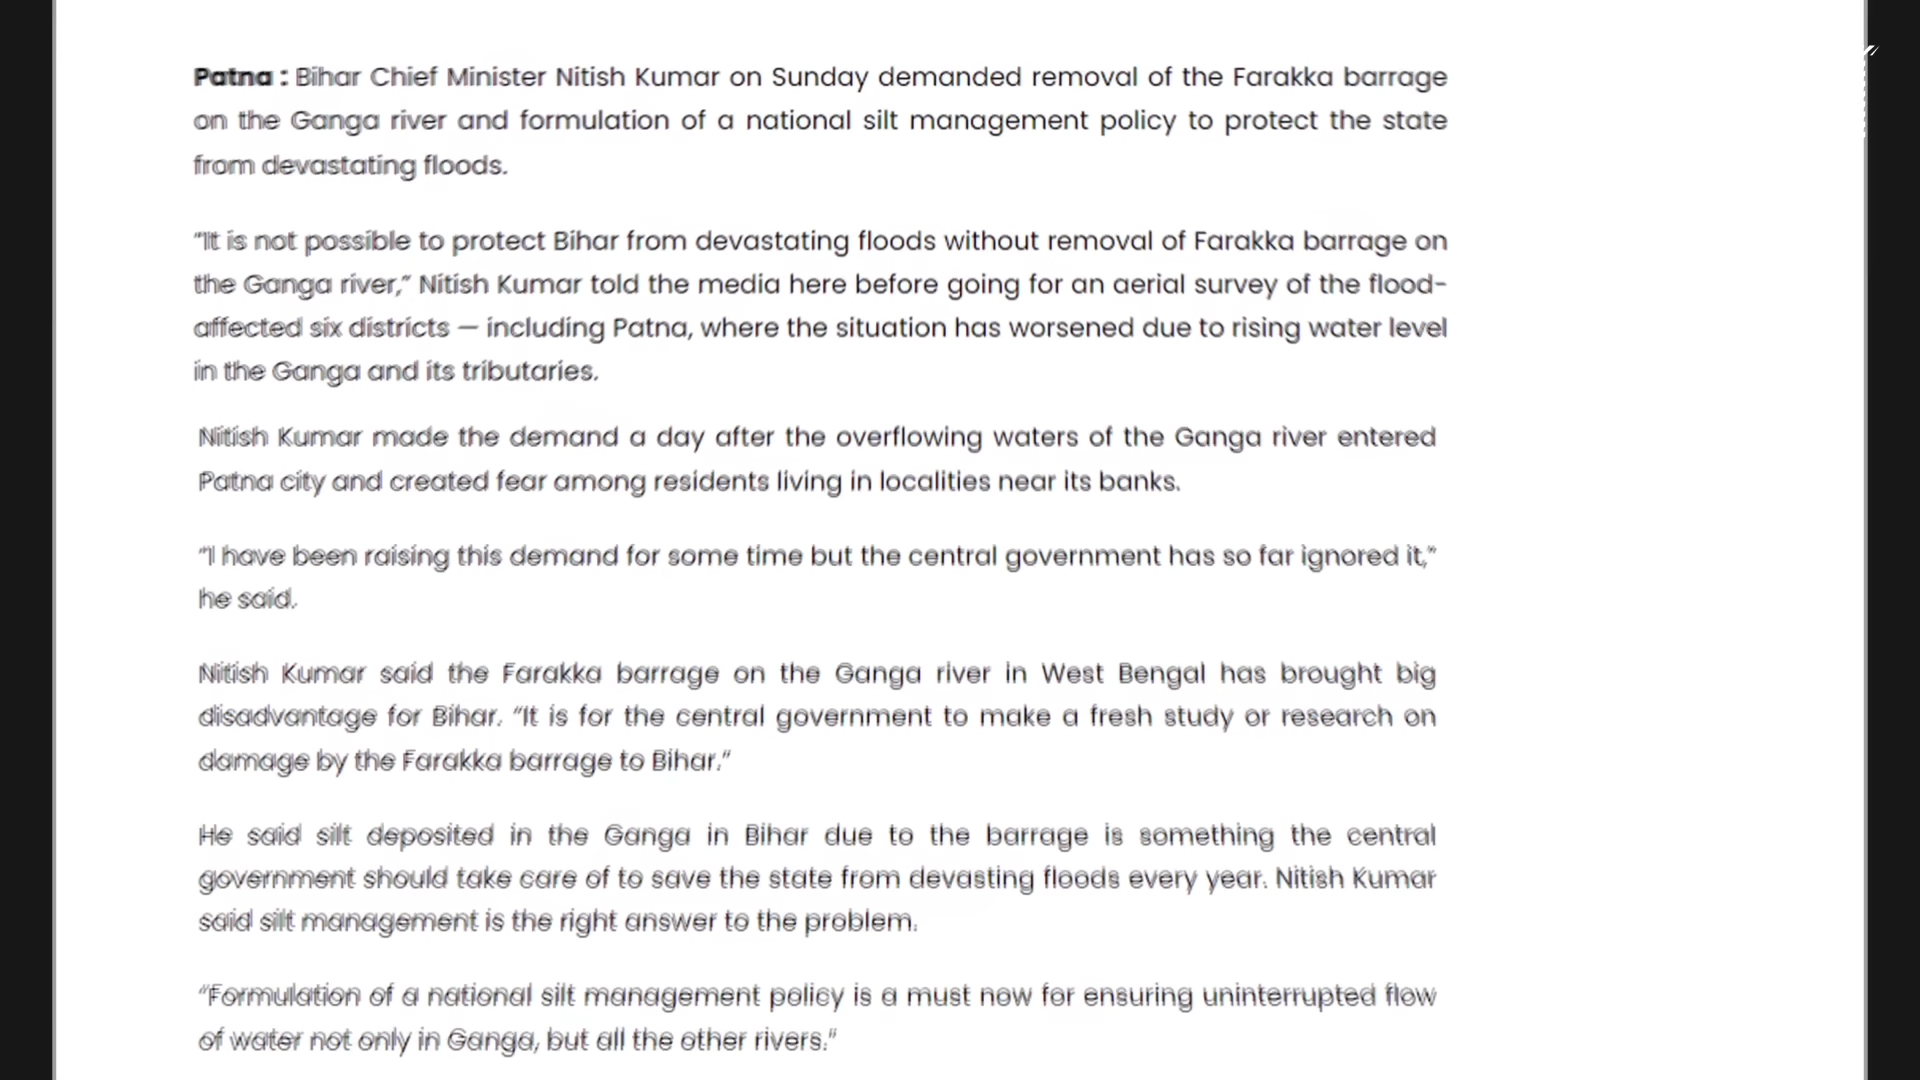 Patna : Bihar Chief Minister Nitish Kumar on Sunday demanded removal of the Farakka barrage
on the Ganga river and formulation of a national silt management policy to protect the state
from devastating floods.
“It is not possible to protect Bihar from devastating floods without removal of Farakka barrage on
the Ganga river,” Nitish Kumar told the media here before going for an aerial survey of the flood-
affected six districts — including Patna, where the situation has worsened due to rising water level
in the Ganga and its tributaries.
Nitish Kumar made the demand a day after the overflowing waters of the Ganga river entered
Patna city and created fear among residents living in localities near its banks.
“I have been raising this demand for some time but the central government has so far ignored it,”
he said.
Nitish Kumar said the Farakka barrage on the Ganga river in West Bengal has brought big
disadvantage for Bihar. “It is for the central government to make a fresh study or research on
damage by the Farakka barrage to Bihar.”
He said silt deposited in the Ganga in Bihar due to the barrage is something the central
government should take care of to save the state from devasting floods every year. Nitish Kumar
said silt management is the right answer to the problem.
“Formulation of a national silt management policy is a must now for ensuring uninterrupted flow
of water not only in Ganga, but all the other rivers.”